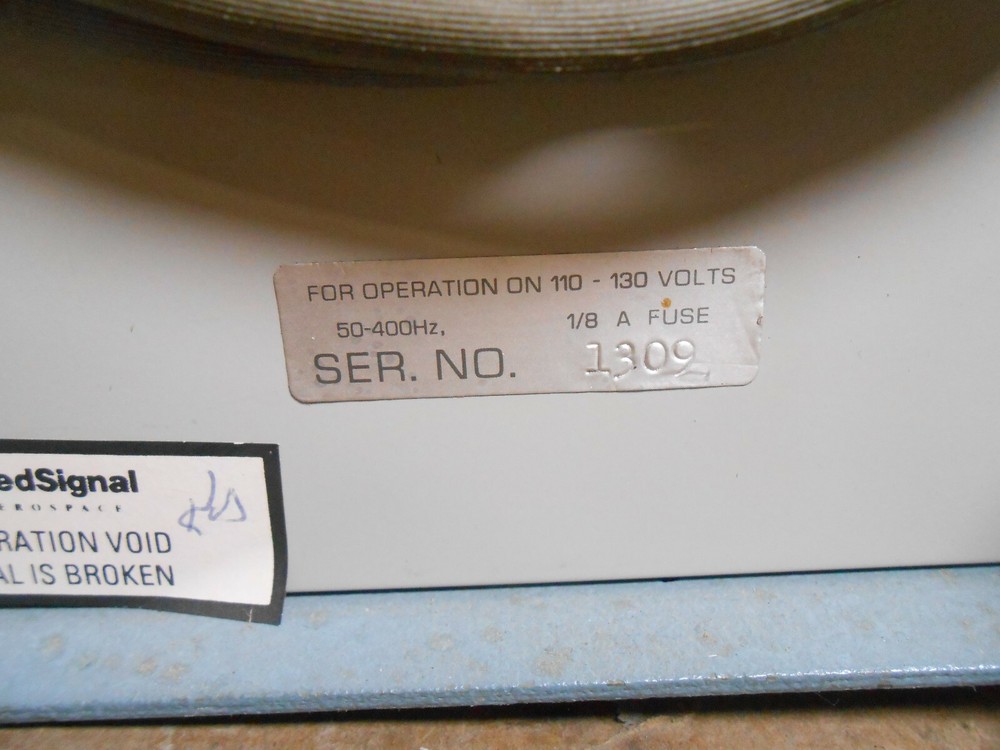 FOR OPERATION ON 110 - 130 VOLTS
50-400Hz, 1/8 A FUSE
SER. NO. 1309
edSignal
EROSPACE
RATION VOID
AL IS BROKEN